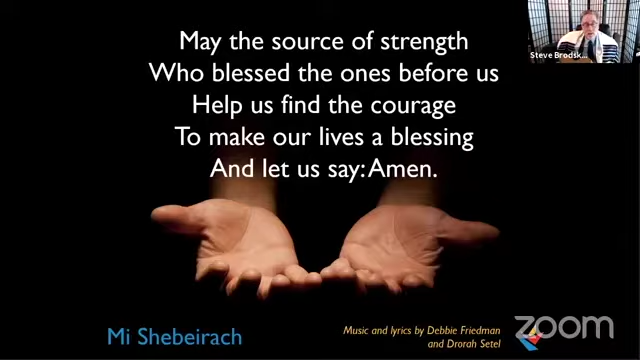 May the source of strength
Who blessed the ones before us
Help us find the courage
To make our lives a blessing
And let us say: Amen.
Steve Brodsk...
Mi Shebeirach
Music and lyrics by Debbie Friedman
and Drorah Setel
zoom